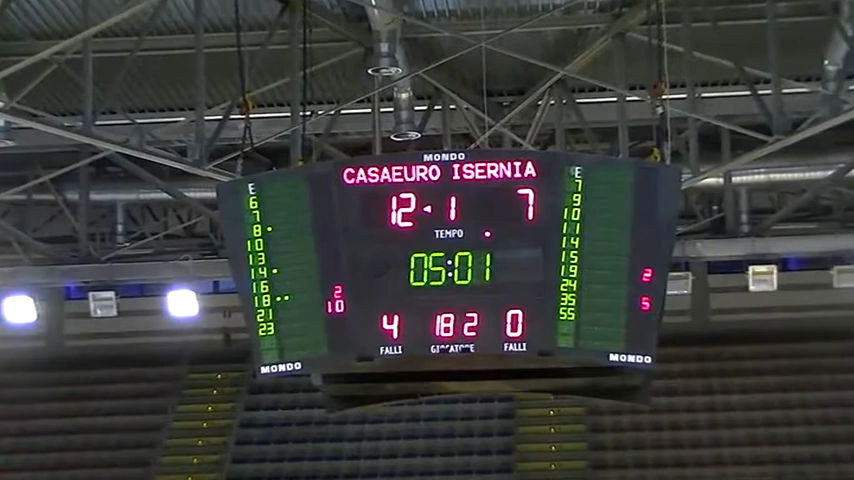 MONDO
CASAEURO ISERNIA
12 1 7
TEMPO
05:01
4 18 2 0
FALLI GIOCATORE FALLI
E
6
7
8
10
13
14
16
18
21
23
2
10
MONDO
E
7
9
10
11
14
15
19
24
35
55
2
5
MONDO